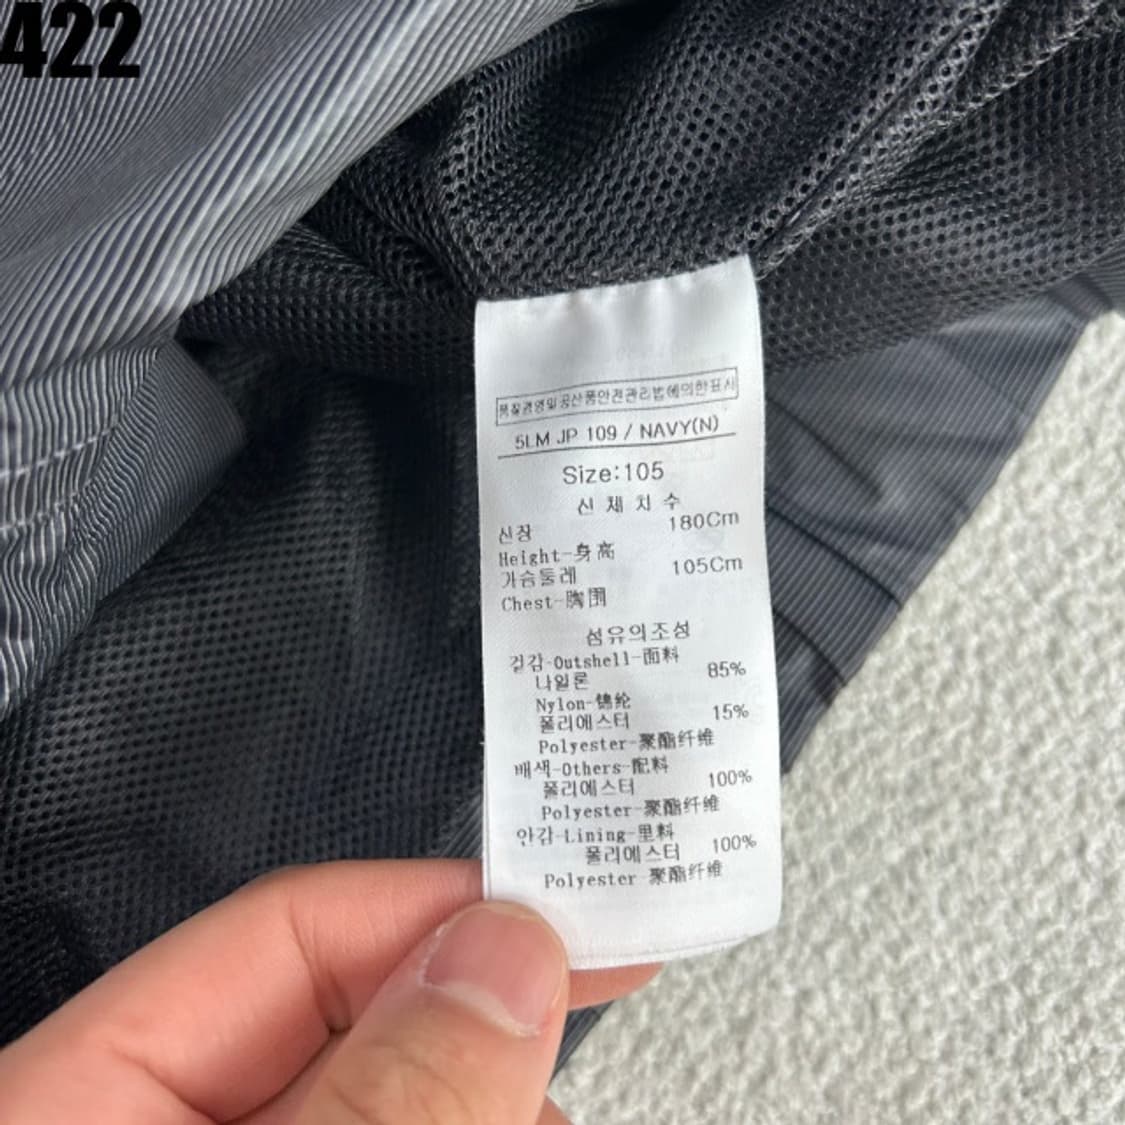 422
품질경영및공산품안전관리법에의한표시
5LM JP 109 / NAVY(N)
Size:105
신 체 치 수
신장 180Cm
Height-身高
가슴둘레 105Cm
Chest-胸围
섬유의조성
겉감-Outshell-面料
나일론 85%
Nylon-锦纶
폴리에스터 15%
Polyester-聚酯纤维
배색-Others-配料
폴리에스터 100%
Polyester-聚酯纤维
안감-Lining-里料
폴리에스터 100%
Polyester 聚酯纤维